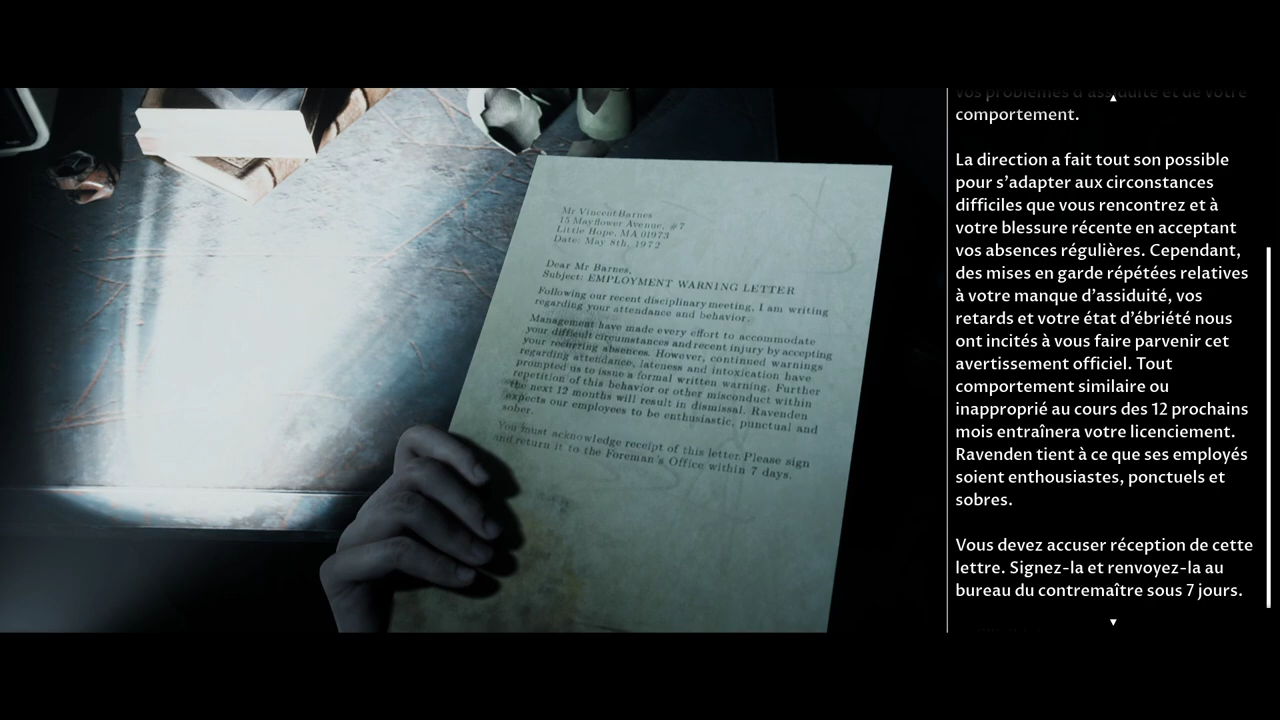 Mr Vincent Barnes
15 Mayflower Avenue, #7
Little Hope, MA 01973
Date: May 8th, 1972
Dear Mr Barnes,
Subject: EMPLOYMENT WARNING LETTER
Following our recent disciplinary meeting, I am writing
regarding your attendance and behavior.
Management have made every effort to accommodate
your difficult circumstances and recent injury by accepting
your recurring absences. However, continued warnings
regarding attendance, lateness and intoxication have
prompted us to issue a formal written warning. Further
repetition of this behavior or other misconduct within
the next 12 months will result in dismissal. Ravenden
expects our employees to be enthusiastic, punctual and
sober.
You must acknowledge receipt of this letter. Please sign
and return it to the Foreman's Office within 7 days.
vos problèmes d'assiduité et de votre
comportement.
La direction a fait tout son possible
pour s'adapter aux circonstances
difficiles que vous rencontrez et à
votre blessure récente en acceptant
vos absences régulières. Cependant,
des mises en garde répétées relatives
à votre manque d'assiduité, vos
retards et votre état d'ébriété nous
ont incités à vous faire parvenir cet
avertissement officiel. Tout
comportement similaire ou
inapproprié au cours des 12 prochains
mois entraînera votre licenciement.
Ravenden tient à ce que ses employés
soient enthousiastes, ponctuels et
sobres.
Vous devez accuser réception de cette
lettre. Signez-la et renvoyez-la au
bureau du contremaître sous 7 jours.